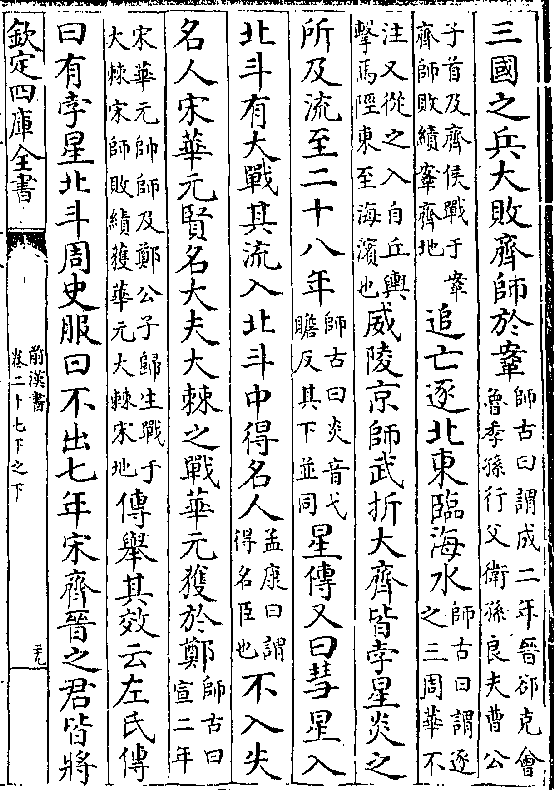 三國之兵大敗齊師於鞌師古曰謂成二年晉郤克會魯季孫行父衛孫良夫曹公
子首及齊侯戰于鞌齊師敗績鞌齊地追亡逐北東臨海水師古曰謂逐之三周華不
注又從之入自丘輿擊馬陘東至海濱也威陵京師武折大齊皆孛星炎之
所及流至二十八年師古曰炎音弋贍反其下並同星傳又曰彗星入
北斗有大戰其流入北斗中得名人孟康曰謂得名臣也不入失
名人宋華元賢名大夫大棘之戰華元獲於鄭師古曰宣二年
宋華元帥師及鄭公子歸生戰于大棘宋師敗績獲華元大棘宋地傳舉其效云左氏傳
曰有孛星北斗周史服曰不出七年宋齊晉之君皆將
欽定四庫全書
前漢書
卷二十七下之下